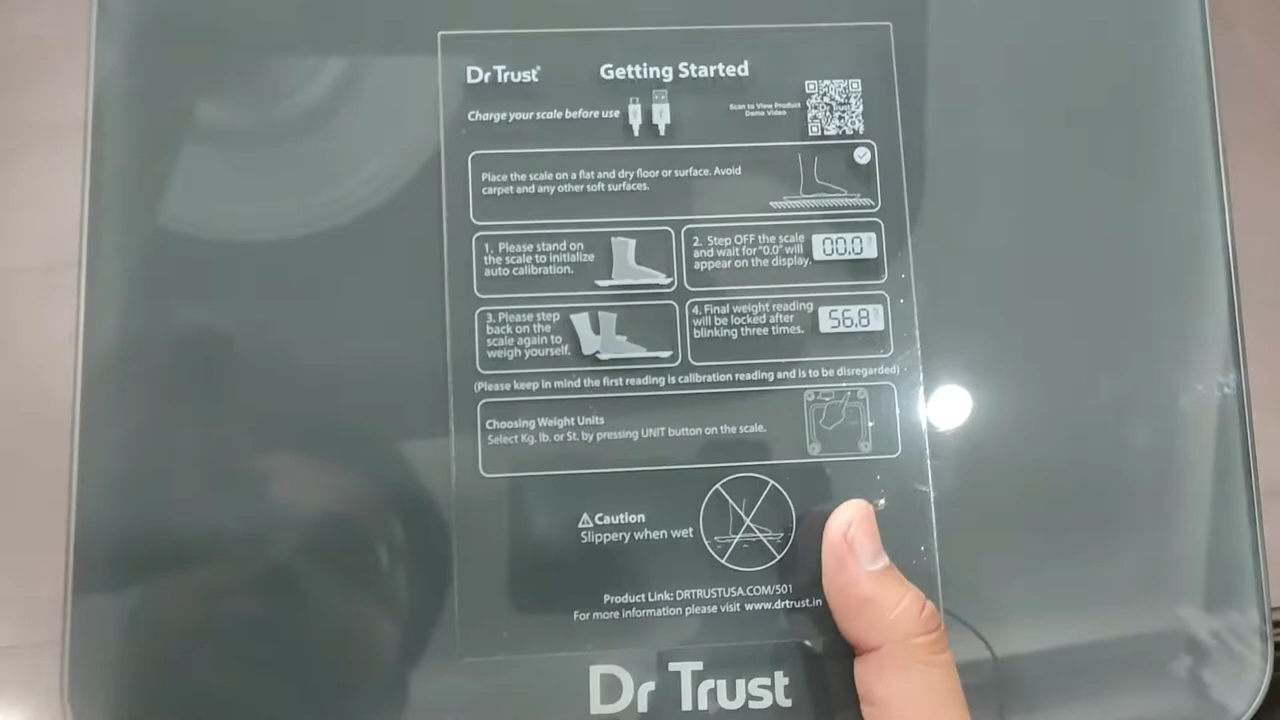 Dr Trust
Getting Started
Charge your scale before use
Scan to View Product
Demo Video
Dr Trust
Place the scale on a flat and dry floor or surface. Avoid
carpet and any other soft surfaces.
1. Please stand on
the scale to initialize
auto calibration.
2. Step OFF the scale
and wait for "0.0" will
appear on the display.
00.0
3. Please step
back on the
scale again to
weigh yourself.
4. Final weight reading
will be locked after
blinking three times.
56.8
(Please keep in mind the first reading is calibration reading and is to be disregarded)
Choosing Weight Units
Select Kg. lb. or St. by pressing UNIT button on the scale.
Caution
Slippery when wet
Product Link: DRTRUSTUSA.COM/501
For more information please visit www.drtrust.in
Dr Trust